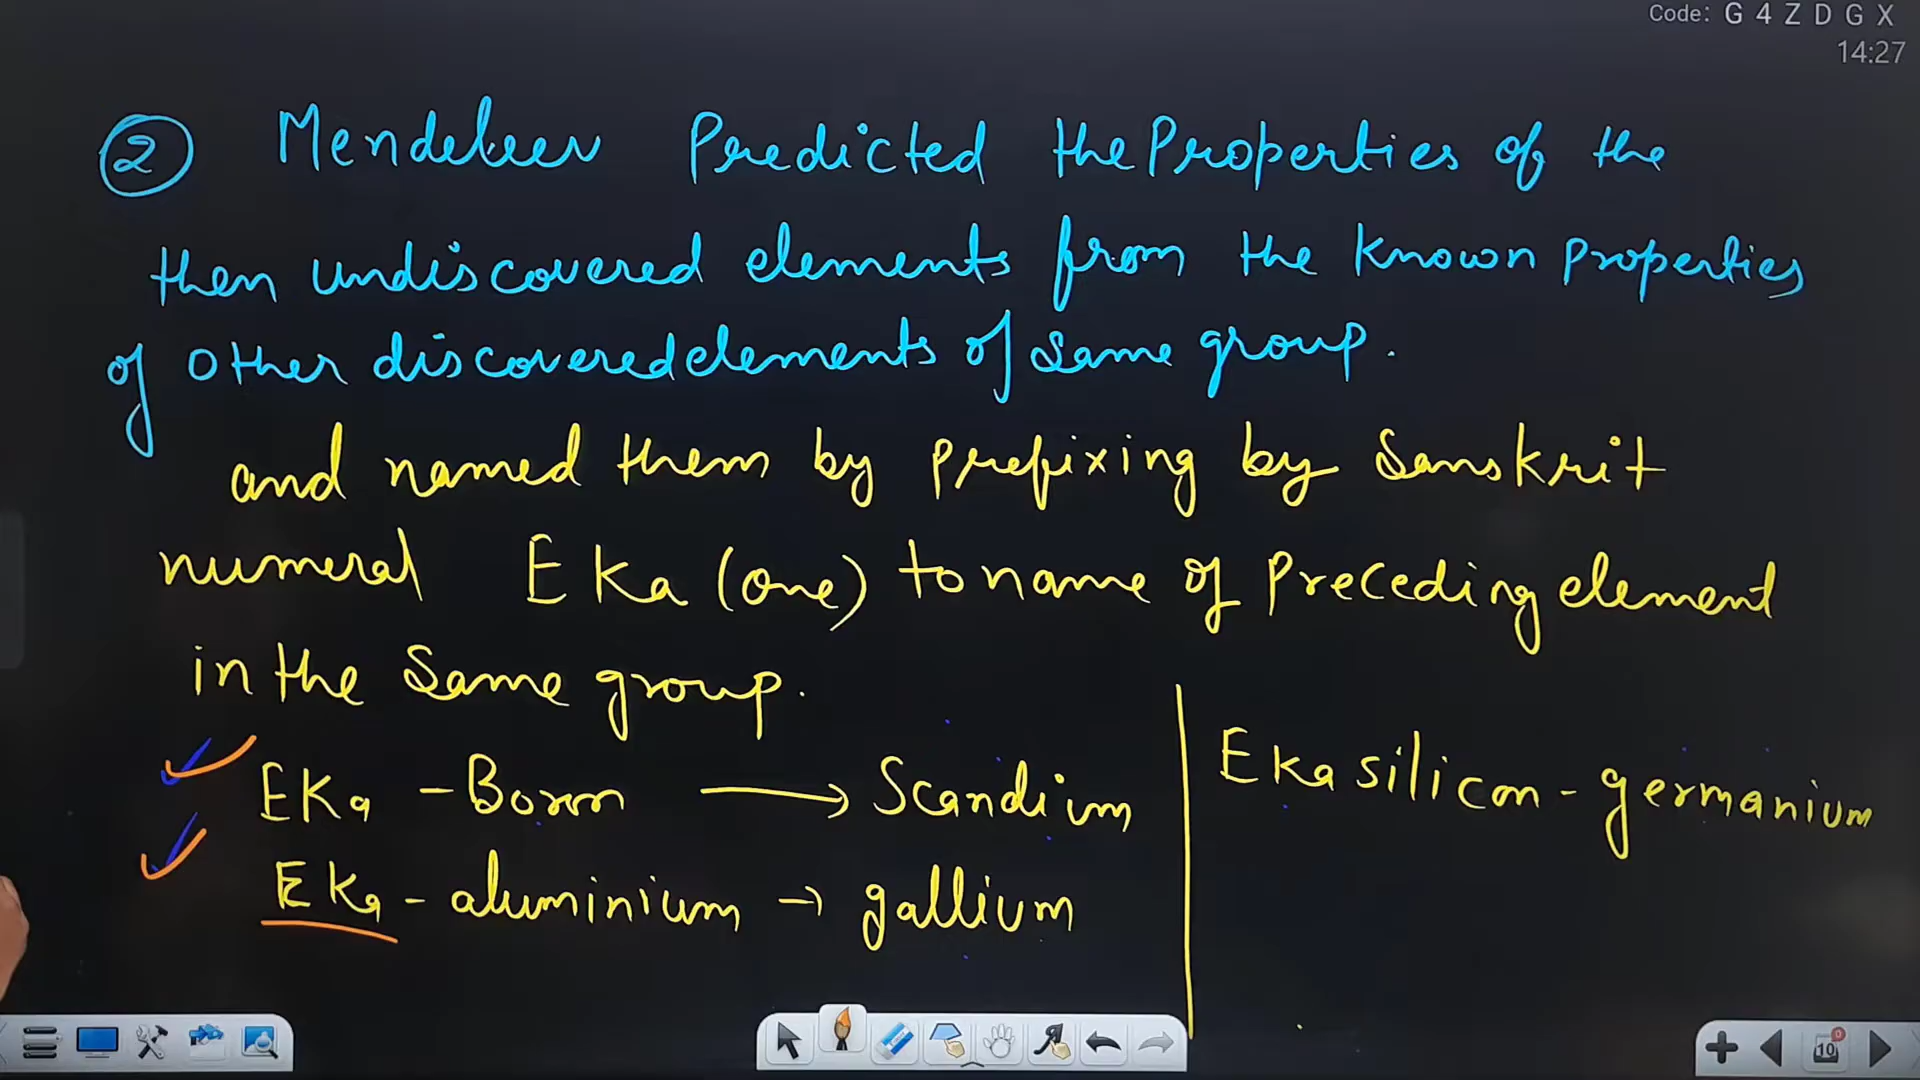 Code: G 4 Z D G X
14:27
② Mendeleev Predicted the Properties of the
then undiscovered elements from the known properties
of other discovered elements of same group.
and named them by prefixing by Sanskrit
numeral Eka (one) to name of preceding element
in the same group.
Eka - Boron → Scandium
Eka - aluminium → gallium
Eka silicon - germanium
10
0